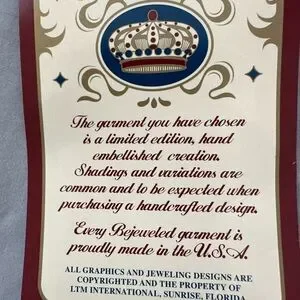 The garment you have chosen
is a limited edition, hand
embellished creation.
Shadings and variations are
common and to be expected when
purchasing a handcrafted design.
Every Bejeweled garment is
proudly made in the U.S.A.
ALL GRAPHICS AND JEWELING DESIGNS ARE
COPYRIGHTED AND THE PROPERTY OF
LTM INTERNATIONAL, SUNRISE, FLORIDA